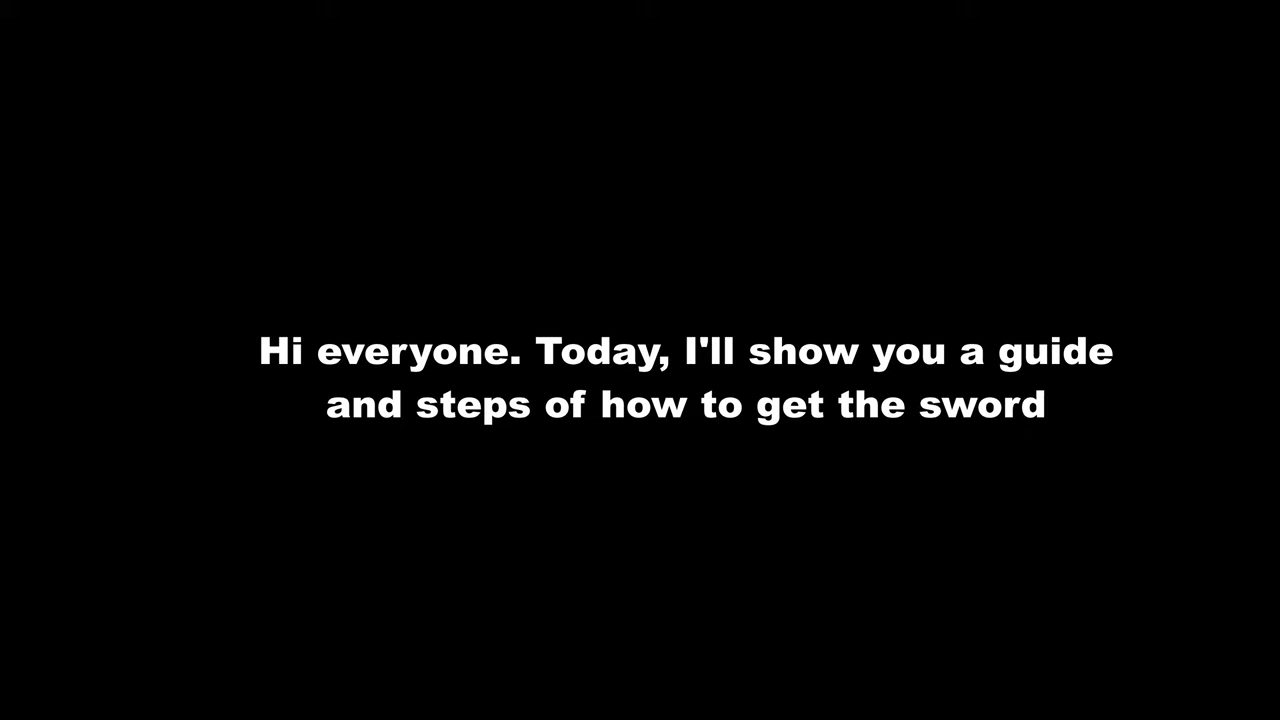 Hi everyone. Today, I'll show you a guide
and steps of how to get the sword